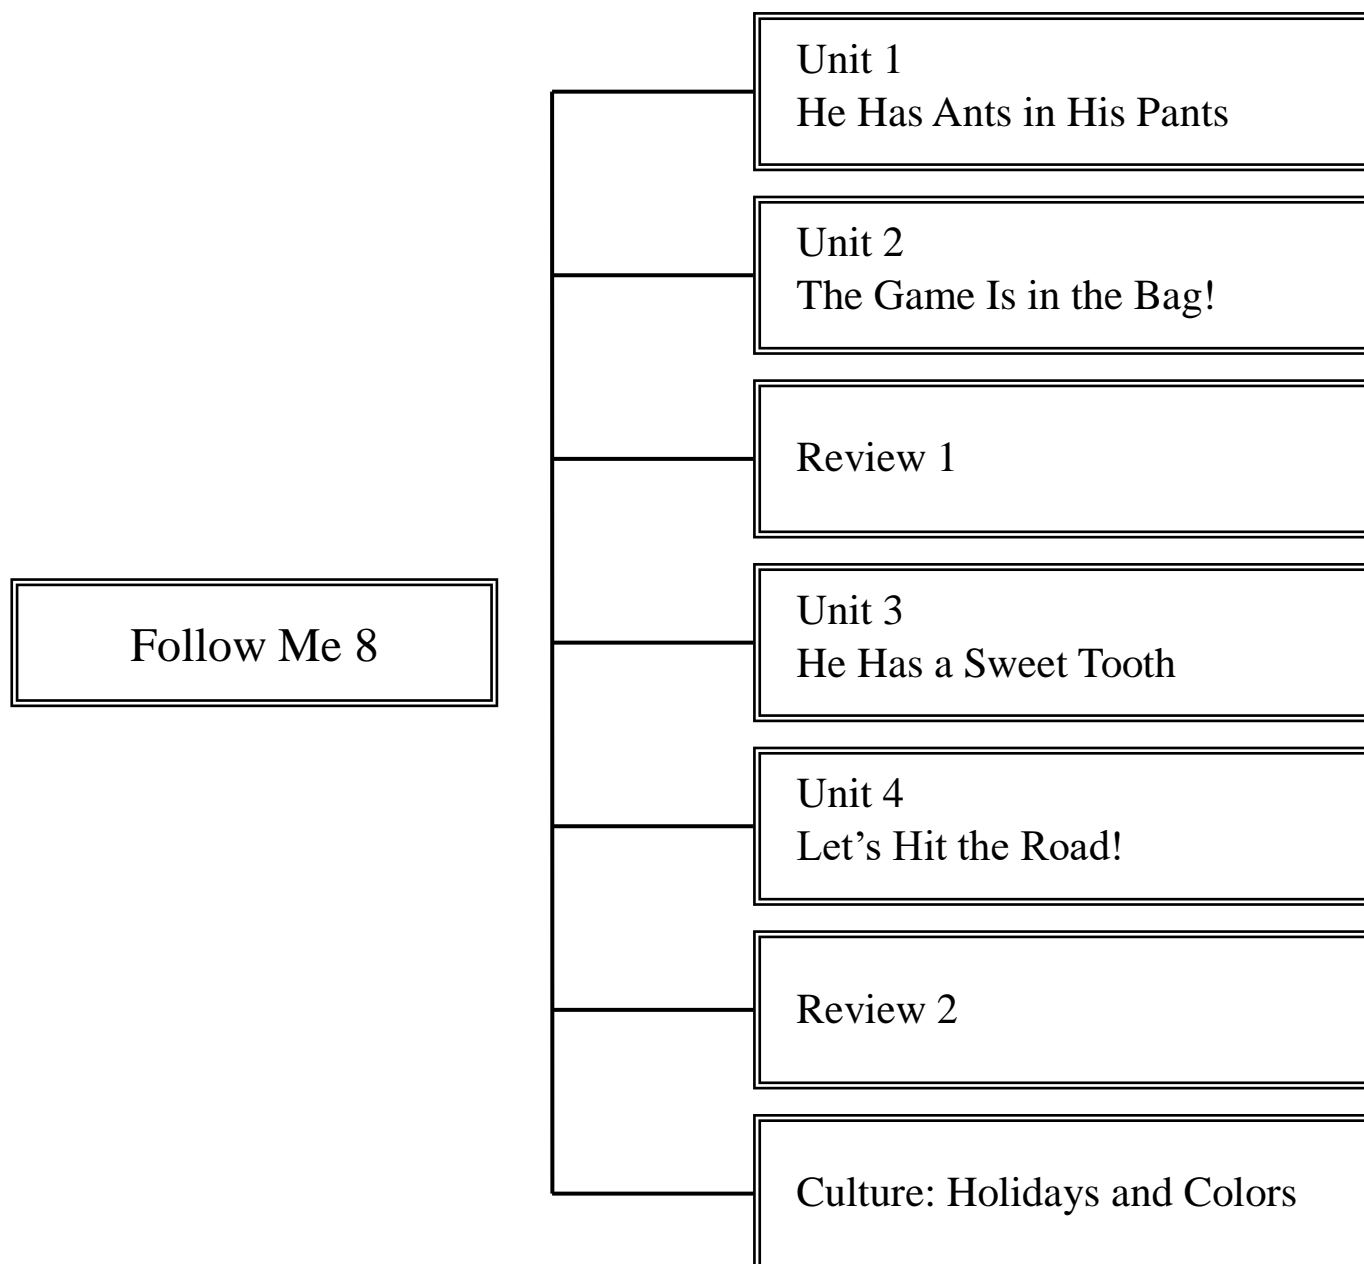 Follow Me 8
Unit 1
He Has Ants in His Pants
Unit 2
The Game Is in the Bag!
Review 1
Unit 3
He Has a Sweet Tooth
Unit 4
Let’s Hit the Road!
Review 2
Culture: Holidays and Colors